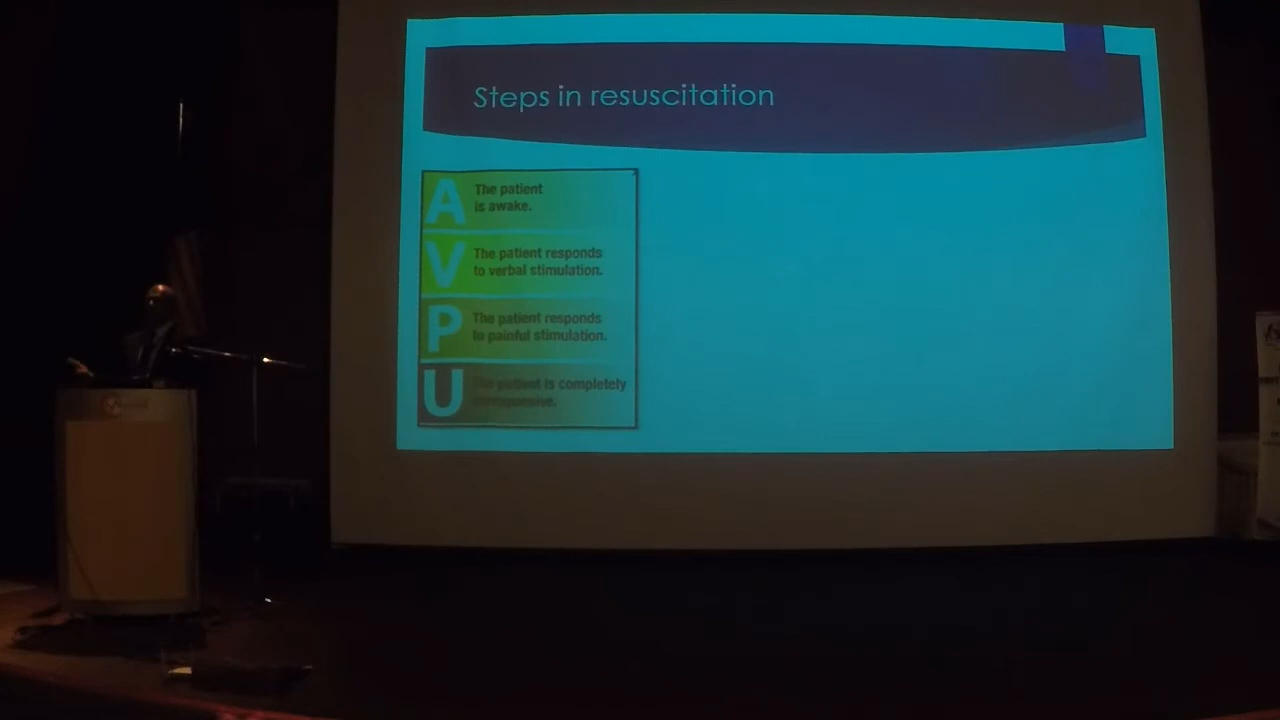 Steps in resuscitation
A
The patient
is awake.
V
The patient responds
to verbal stimulation.
P
The patient responds
to painful stimulation.
U
The patient is completely
unresponsive.